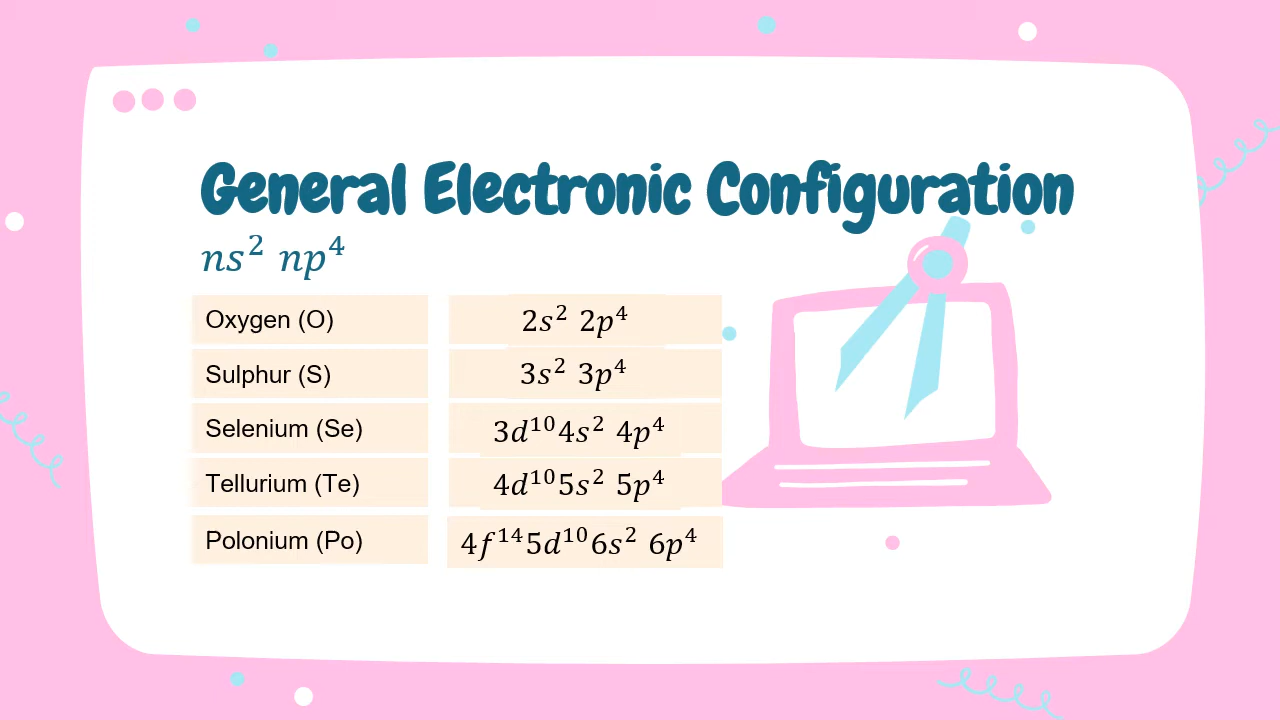 General Electronic Configuration
ns² np⁴
Oxygen (O) 2s² 2p⁴
Sulphur (S) 3s² 3p⁴
Selenium (Se) 3d¹⁰4s² 4p⁴
Tellurium (Te) 4d¹⁰5s² 5p⁴
Polonium (Po) 4f¹⁴5d¹⁰6s² 6p⁴